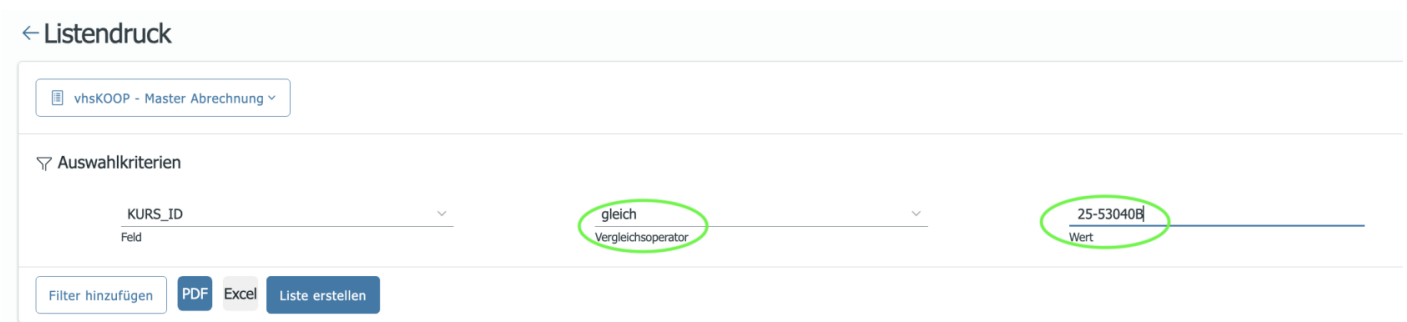 Listendruck
vhsKOOP - Master Abrechnung
Auswahlkriterien
KURS_ID gleich 25-53040B
Feld Vergleichsoperator Wert
Filter hinzufügen PDF Excel Liste erstellen